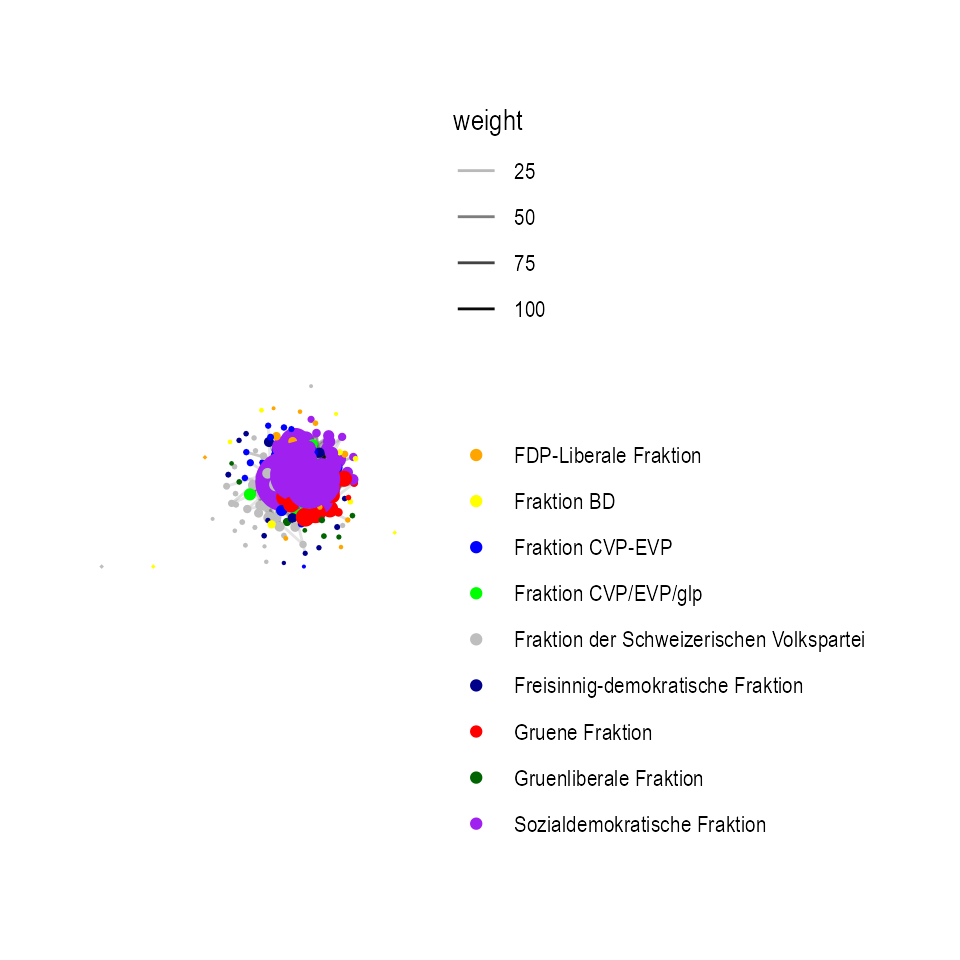 weight
25
50
75
100
FDP-Liberale Fraktion
Fraktion BD
Fraktion CVP-EVP
Fraktion CVP/EVP/glp
Fraktion der Schweizerischen Volkspartei
Freisinnig-demokratische Fraktion
Gruene Fraktion
Gruenliberale Fraktion
Sozialdemokratische Fraktion